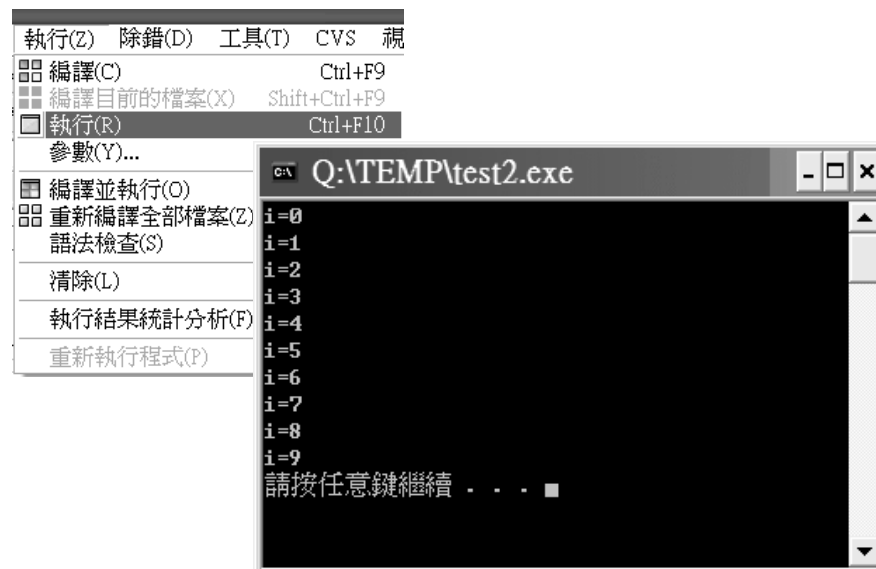 執行(Z) 除錯(D) 工具(T) CVS 視
編譯(C) Ctrl+F9
編譯目前的檔案(X) Shift+Ctrl+F9
執行(R) Ctrl+F10
參數(Y)...
編譯並執行(O)
重新編譯全部檔案(Z)
語法檢查(S)
清除(L)
執行結果統計分析(F)
重新執行程式(P)
Q:\TEMP\test2.exe
i=0
i=1
i=2
i=3
i=4
i=5
i=6
i=7
i=8
i=9
請按任意鍵繼續 . . .